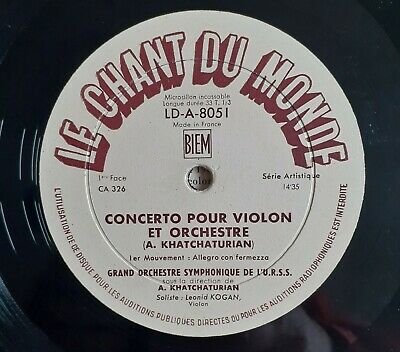 LE CHANT DU MONDE
Microsillon incassable
Longue durée 33 T. 1/3
LD-A-8051
Made in France
BIEM
1ère Face
CA 326
Série Artistique
14'35
CONCERTO POUR VIOLON
ET ORCHESTRE
(A. KHATCHATURIAN)
1er Mouvement : Allegro con fermezza
GRAND ORCHESTRE SYMPHONIQUE DE L'U.R.S.S.
sous la direction de
A. KHATCHATURIAN
Soliste : Leonid KOGAN,
Violon
L'UTILISATION DE CE DISQUE POUR LES AUDITIONS PUBLIQUES DIRECTES OU POUR LES AUDITIONS RADIOPHONIQUES EST INTERDITE